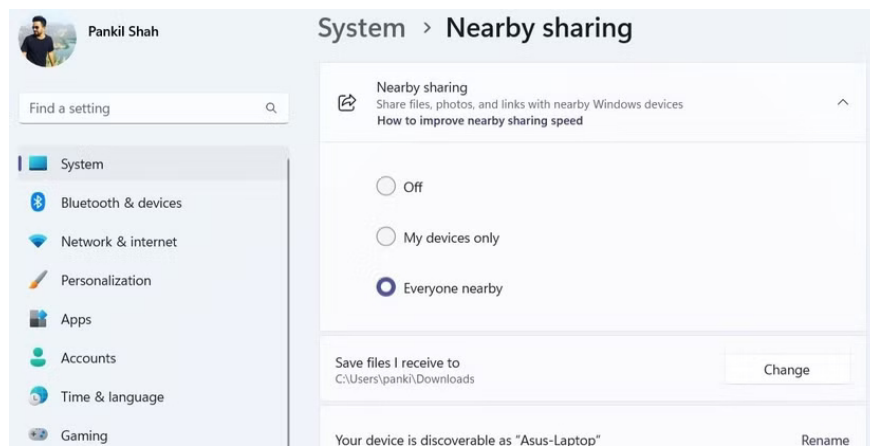 Pankil Shah
Find a setting
System
Bluetooth & devices
Network & internet
Personalization
Apps
Accounts
Time & language
Gaming
System > Nearby sharing
Nearby sharing
Share files, photos, and links with nearby Windows devices
How to improve nearby sharing speed
Off
My devices only
Everyone nearby
Save files I receive to
C:\Users\panki\Downloads
Change
Your device is discoverable as "Asus-Laptop"
Rename